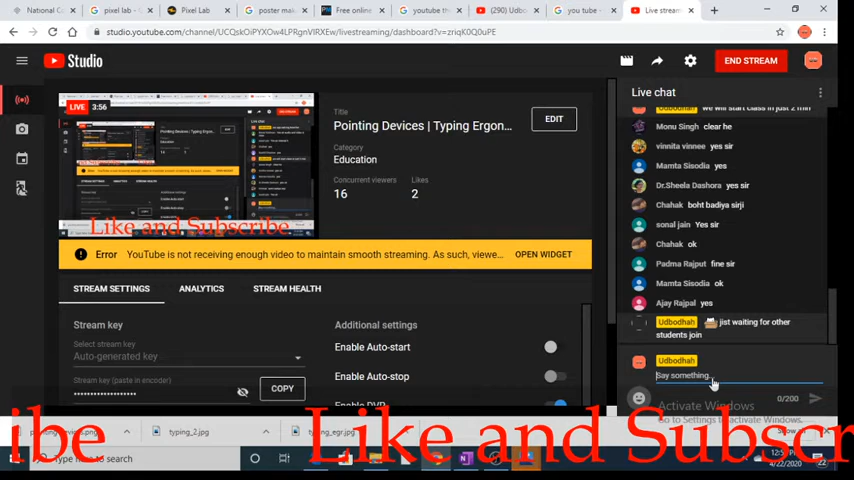 National C
pixel lab -
Pixel Lab
poster mak
Free online
youtube th
(290) Udbod
you tube s
Live stream
studio.youtube.com/channel/UCQskOiPYXOw4LPRgnVIRXEw/livestreaming/dashboard?v=zriqK0Q0uPE
Studio
END STREAM
LIVE 3:56
Like and Subscribe
Title
EDIT
Pointing Devices | Typing Ergon...
Category
Education
Concurrent viewers
Likes
16
2
Error YouTube is not receiving enough video to maintain smooth streaming. As such, viewe...
OPEN WIDGET
STREAM SETTINGS
ANALYTICS
STREAM HEALTH
Stream key
Select stream key
Auto-generated key
Stream key (paste in encoder)
COPY
Additional settings
Enable Auto-start
Enable Auto-stop
Enable DVR
Live chat
Udbodhah we will start class in just 2 min
Monu Singh clear he
vinnita vinnee yes sir
Mamta Sisodia yes
Dr.Sheela Dashora yes sir
Chahak boht badiya sirji
sonal jain Yes sir
Chahak ok
Padma Rajput fine sir
Mamta Sisodia ok
Ajay Rajpal yes
Udbodhah jist waiting for other
students join
Udbodhah
Say something...
0/200
Activate Windows
Go to Settings to activate Windows.
typing_2.jpg
typing_egr.jpg
ibe
Like and Subscr
here to search
4/22/2020
22